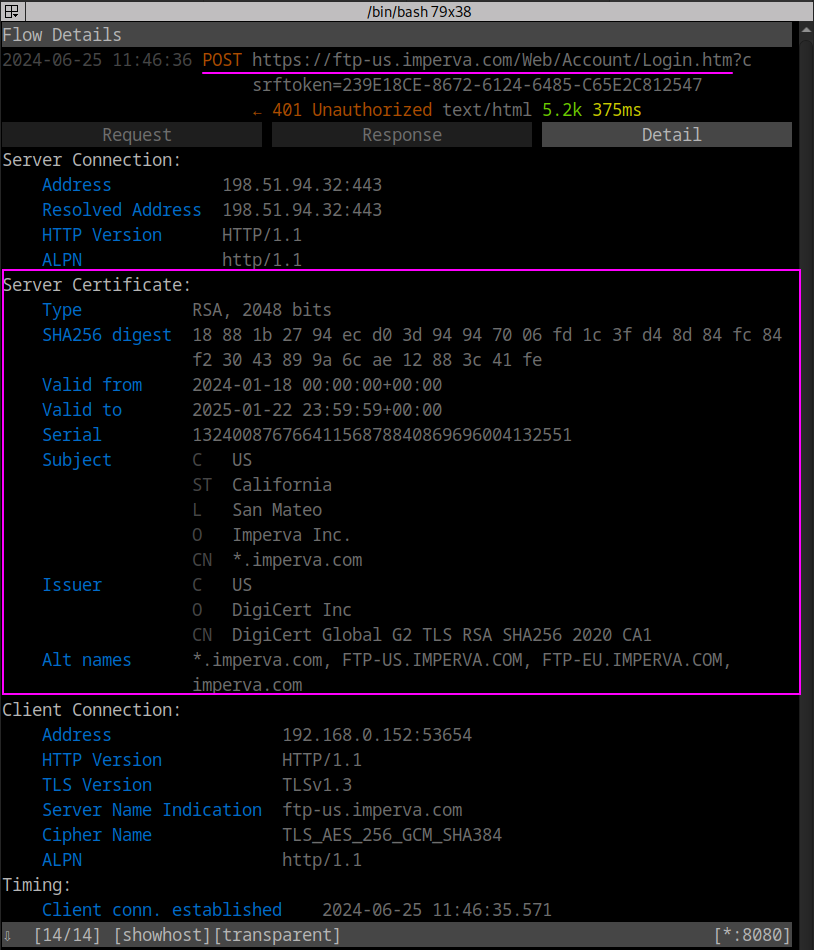 /bin/bash 79x38
Flow Details
2024-06-25 11:46:36 POST https://ftp-us.imperva.com/Web/Account/Login.htm?c
srftoken=239E18CE-8672-6124-6485-C65E2C812547
← 401 Unauthorized text/html 5.2k 375ms
Request Response Detail
Server Connection:
Address 198.51.94.32:443
Resolved Address 198.51.94.32:443
HTTP Version HTTP/1.1
ALPN http/1.1
Server Certificate:
Type RSA, 2048 bits
SHA256 digest 18 88 1b 27 94 ec d0 3d 94 94 70 06 fd 1c 3f d4 8d 84 fc 84
f2 30 43 89 9a 6c ae 12 88 3c 41 fe
Valid from 2024-01-18 00:00:00+00:00
Valid to 2025-01-22 23:59:59+00:00
Serial 13240087676641156878840869696004132551
Subject C US
ST California
L San Mateo
O Imperva Inc.
CN *.imperva.com
Issuer C US
O DigiCert Inc
CN DigiCert Global G2 TLS RSA SHA256 2020 CA1
Alt names *.imperva.com, FTP-US.IMPERVA.COM, FTP-EU.IMPERVA.COM,
imperva.com
Client Connection:
Address 192.168.0.152:53654
HTTP Version HTTP/1.1
TLS Version TLSv1.3
Server Name Indication ftp-us.imperva.com
Cipher Name TLS_AES_256_GCM_SHA384
ALPN http/1.1
Timing:
Client conn. established 2024-06-25 11:46:35.571
⇩ [14/14] [showhost][transparent] [*:8080]